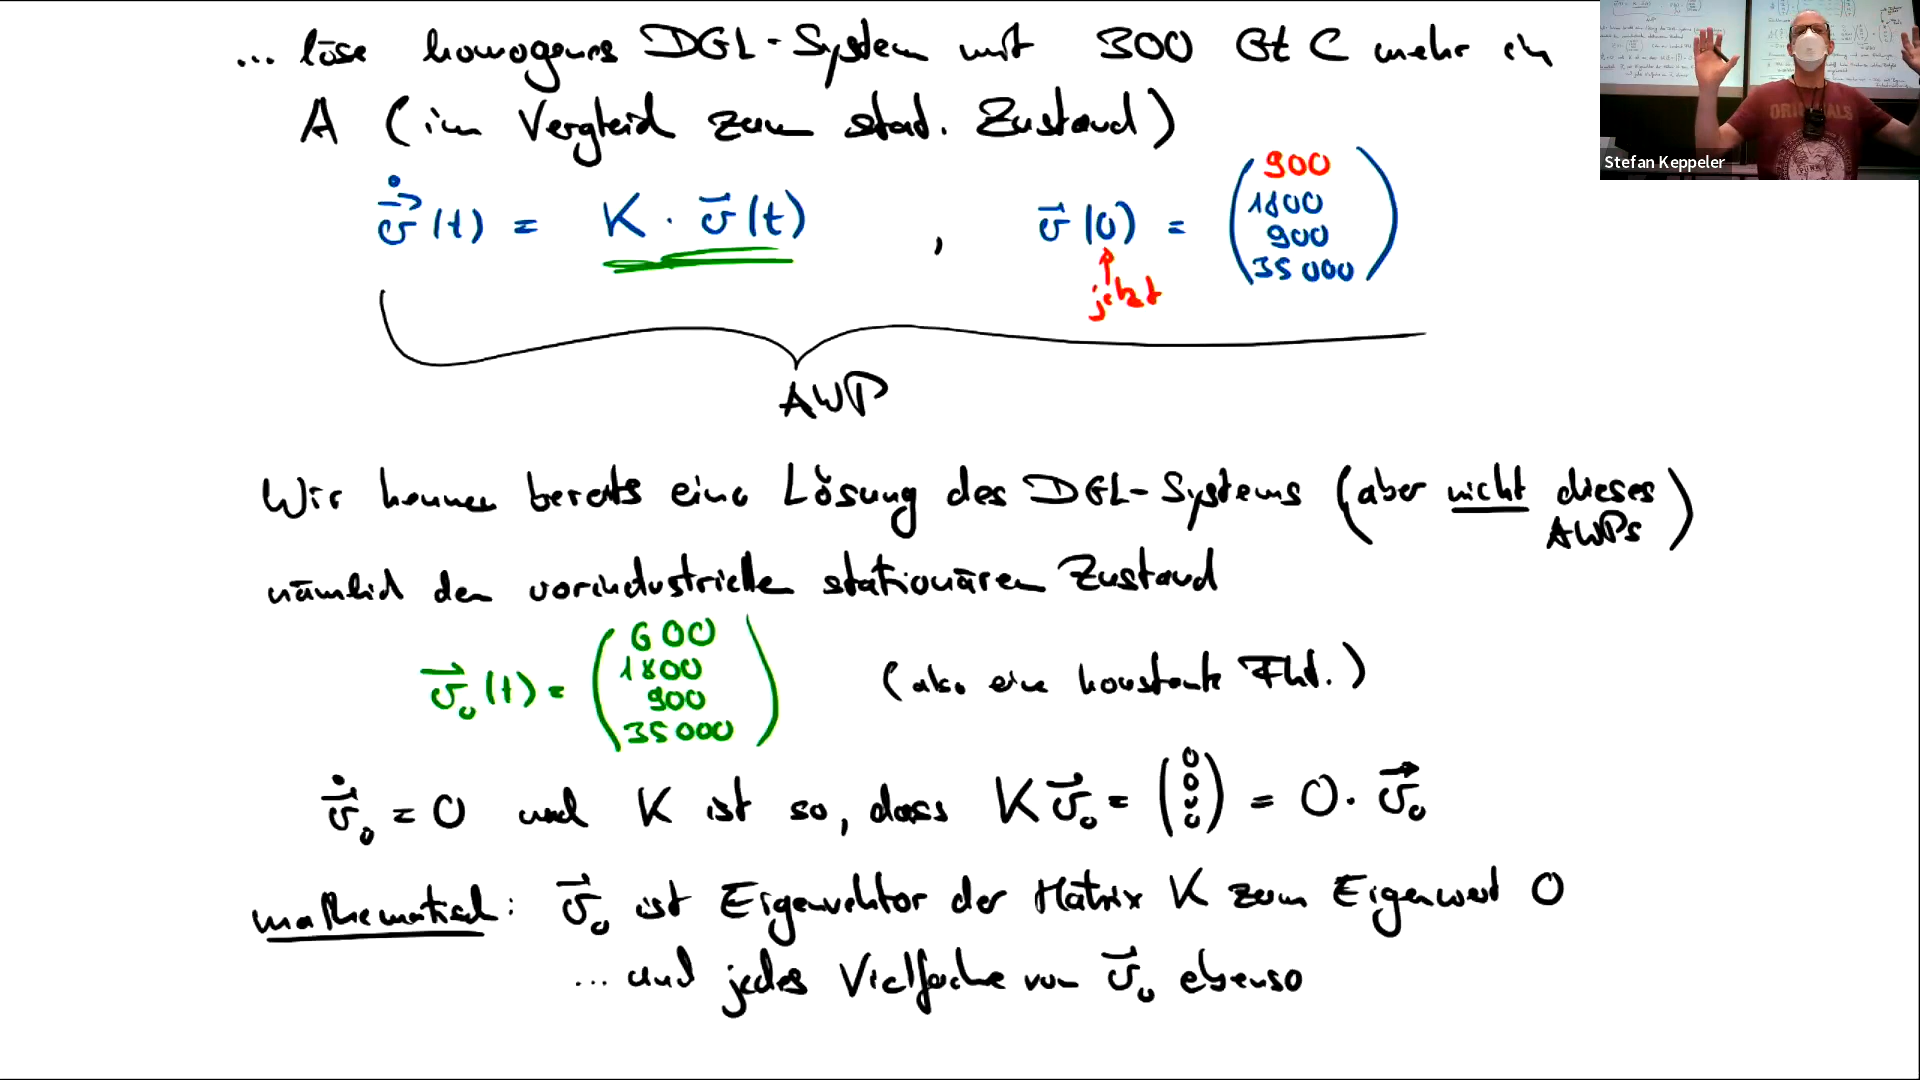 ... löse homogenes DGL-System mit 300 Gt C mehr in
A (im Vergleich zum stat. Zustand)
v⃗̇(t) = K · v⃗(t) , v⃗(0) = (900 1800 900 35000)
jetzt
AWP
Wir kennen bereits eine Lösung des DGL-Systems (aber nicht dieses AWPs)
nämlich den vorindustriellen stationären Zustand
v⃗₀(t) = (600 1800 900 35000) (also eine konstante Fkt.)
v⃗̇₀ = 0 und K ist so, dass K v⃗₀ = (0 0 0 0) = 0 · v⃗₀
mathematisch: v⃗₀ ist Eigenvektor der Matrix K zum Eigenwert 0
... und jedes Vielfache von v⃗₀ ebenso
Stefan Keppeler
ORIGINALS